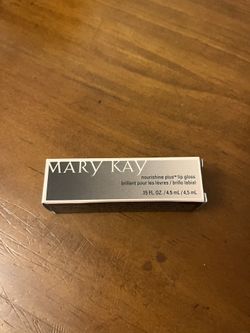 MARY KAY
nourishine plus™ lip gloss
brillant pour les lèvres / brillo labial
.15 FL. OZ. / 4.5 mL / 4,5 mL